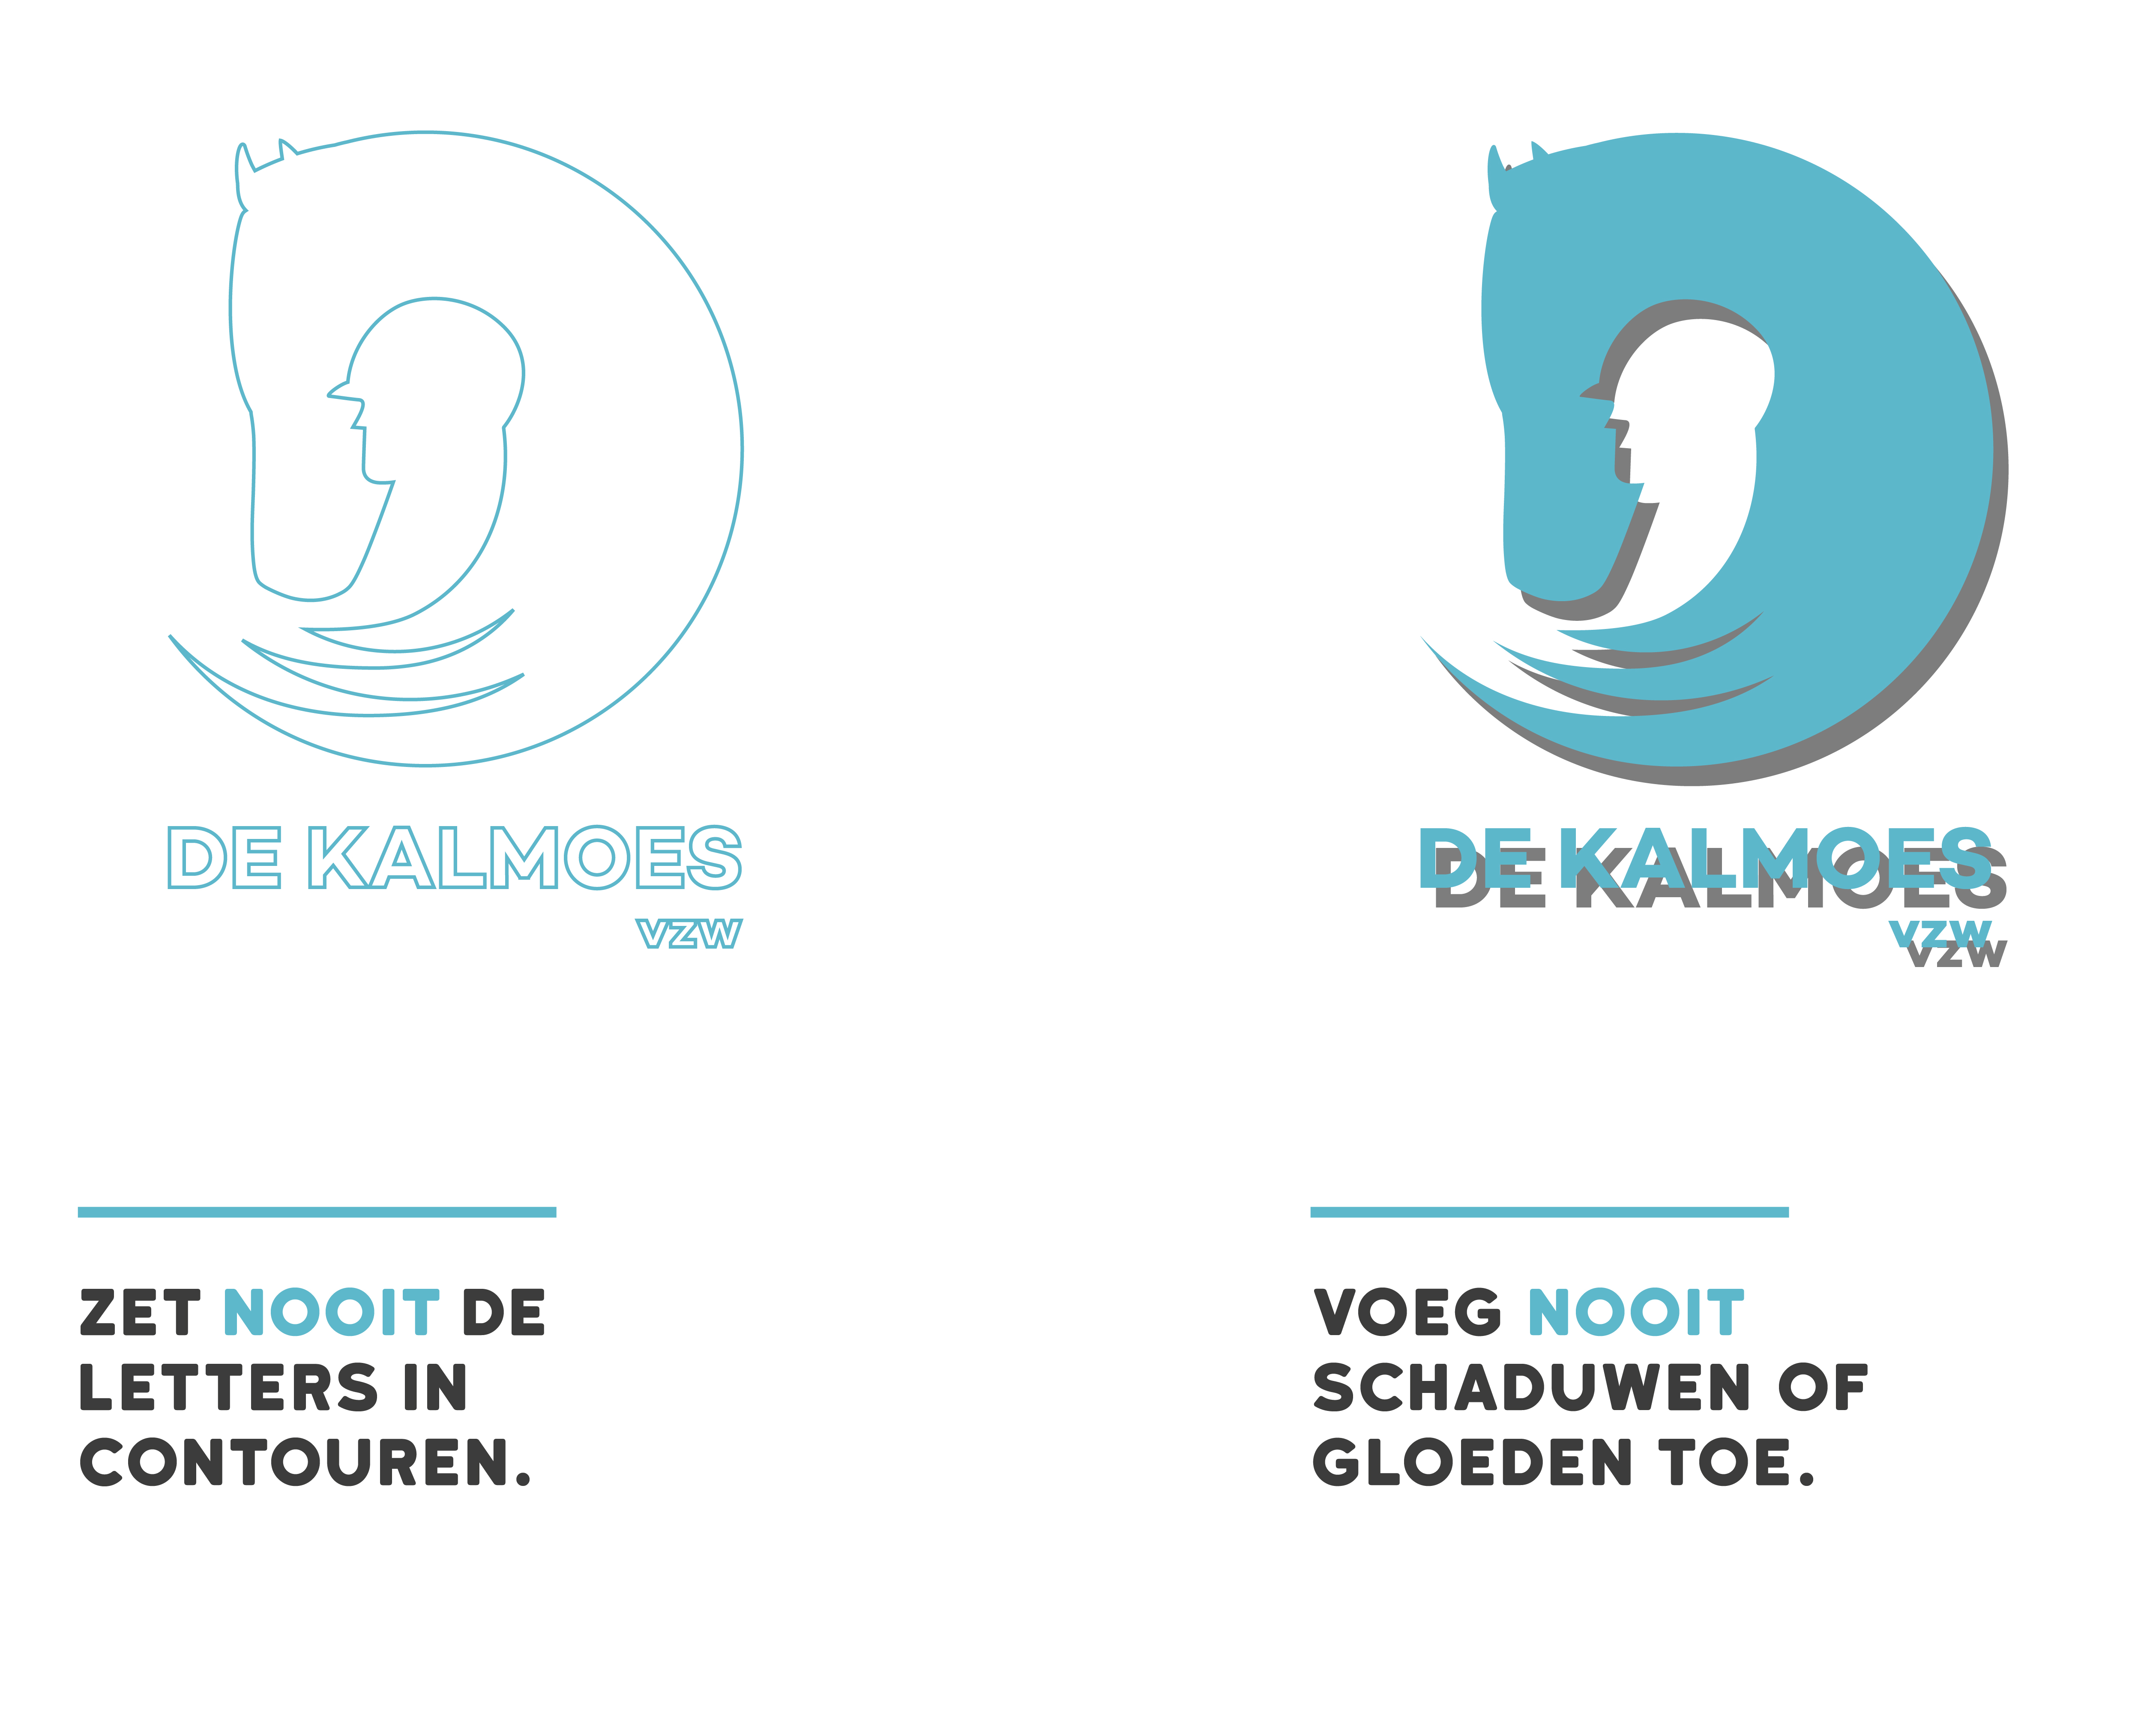 DE KALMOES
VZW
ZET NOOIT DE
LETTERS IN
CONTOUREN.
DE KALMOES
VZW
VOEG NOOIT
SCHADUWEN OF
GLOEDEN TOE.